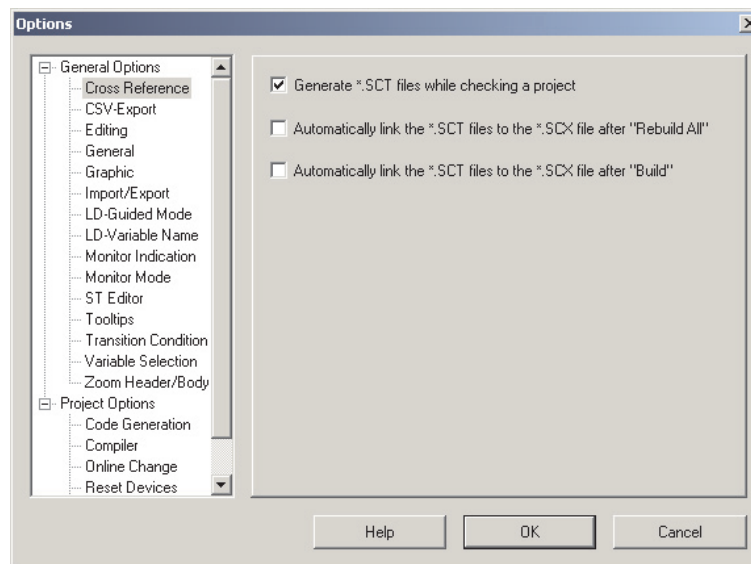 Options
General Options
Cross Reference
CSV-Export
Editing
General
Graphic
Import/Export
LD-Guided Mode
LD-Variable Name
Monitor Indication
Monitor Mode
ST Editor
Tooltips
Transition Condition
Variable Selection
Zoom Header/Body
Project Options
Code Generation
Compiler
Online Change
Reset Devices
Generate *.SCT files while checking a project
Automatically link the *.SCT files to the *.SCX file after "Rebuild All"
Automatically link the *.SCT files to the *.SCX file after "Build"
Help
OK
Cancel